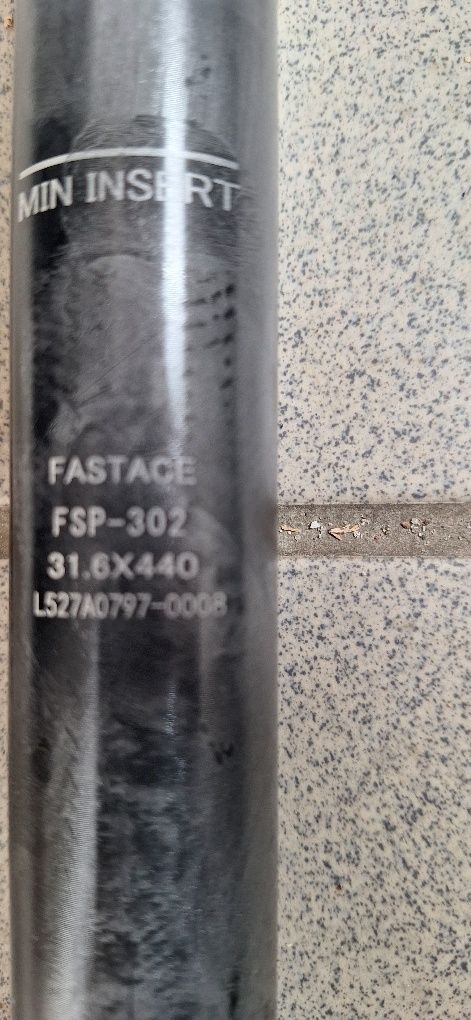 MIN INSERT
FASTACE
FSP-302
31.6X440
L527A0797-0008